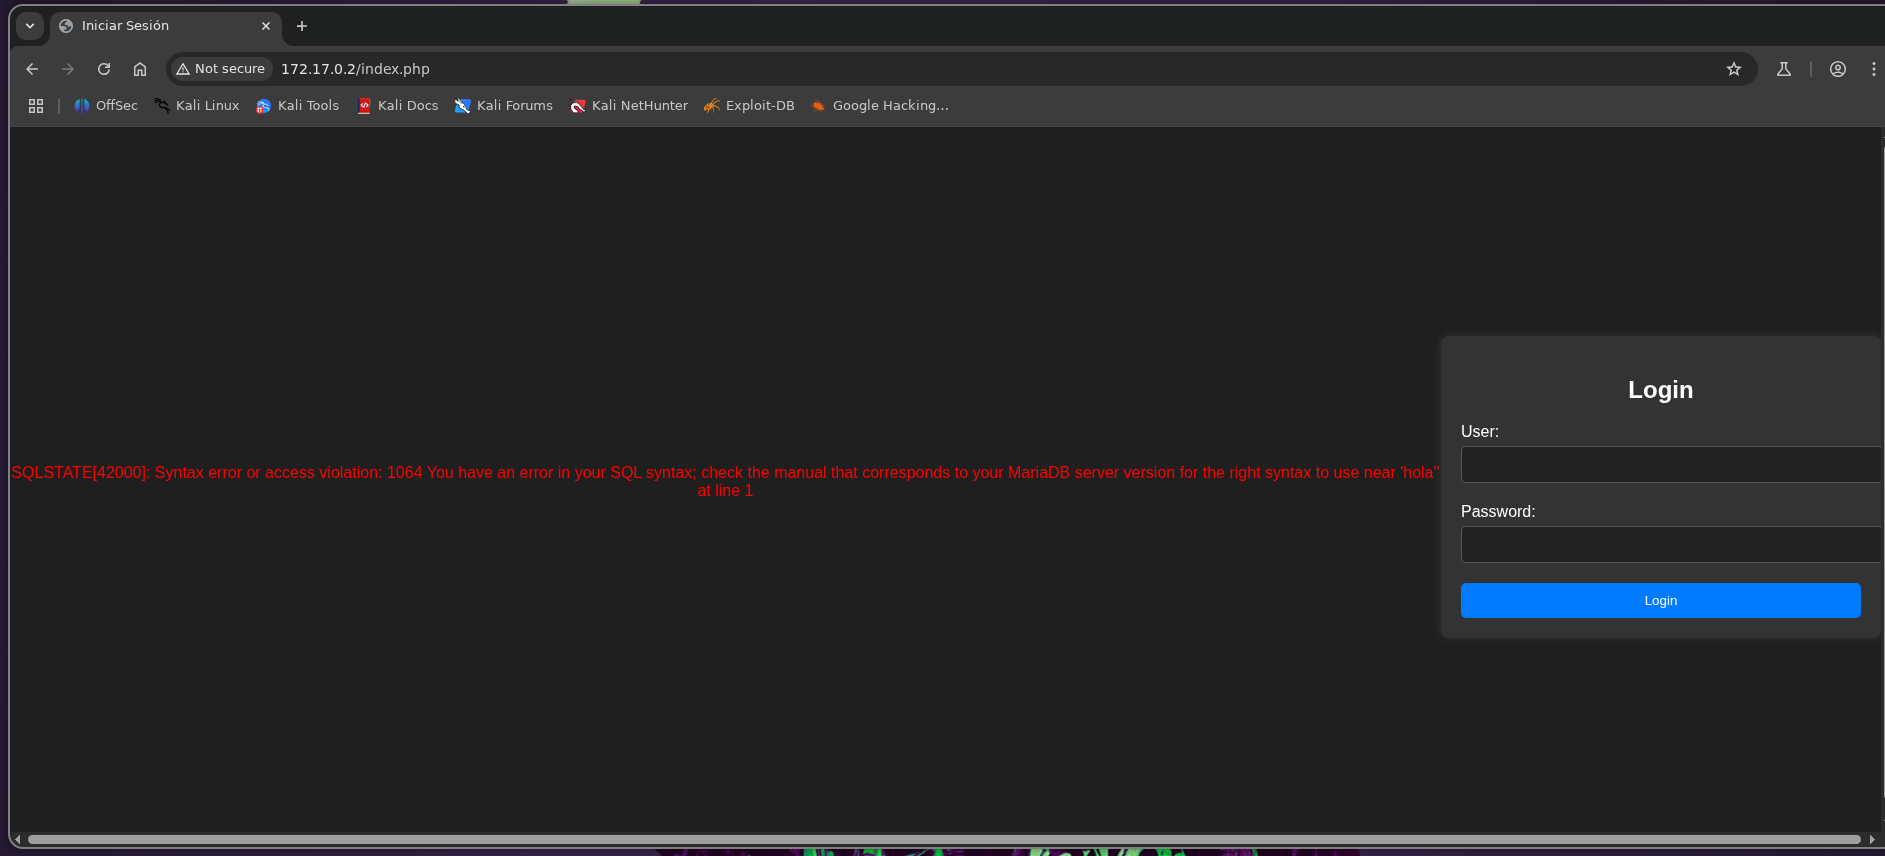 Iniciar Sesión
Not secure 172.17.0.2/index.php
OffSec Kali Linux Kali Tools Kali Docs Kali Forums Kali NetHunter Exploit-DB Google Hacking…
SQLSTATE[42000]: Syntax error or access violation: 1064 You have an error in your SQL syntax; check the manual that corresponds to your MariaDB server version for the right syntax to use near 'hola''
at line 1
Login
User:
Password:
Login